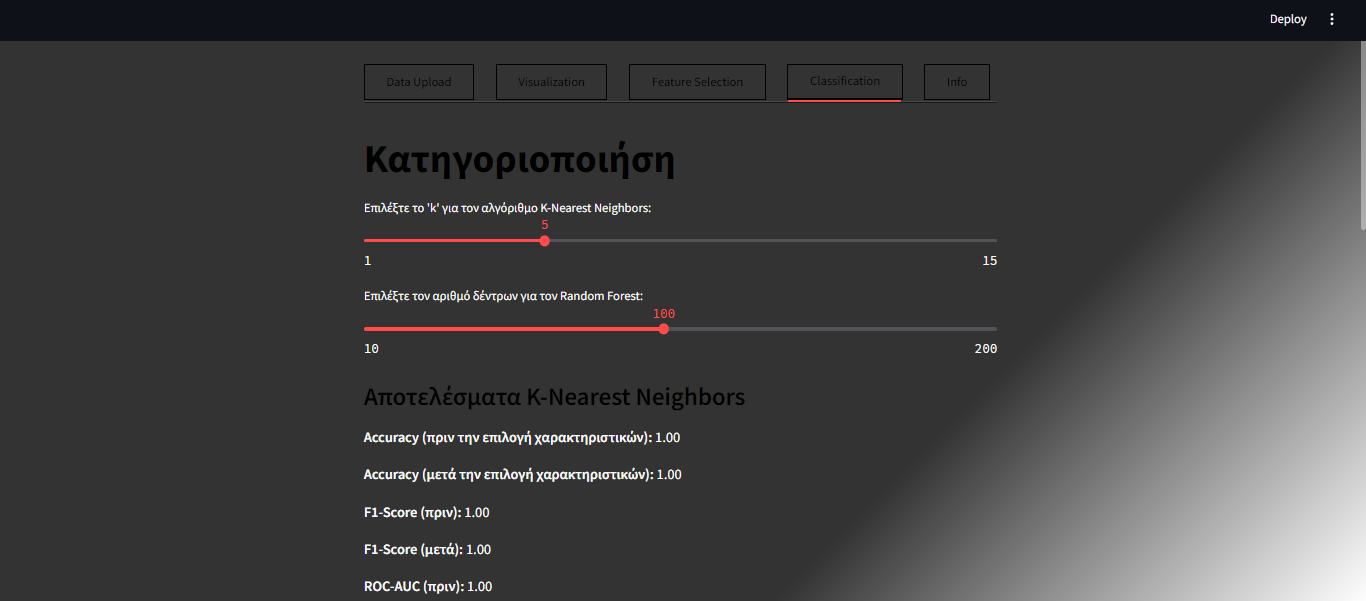 Deploy
Data Upload Visualization Feature Selection Classification Info
Κατηγοριοποιήση
Επιλέξτε το 'k' για τον αλγόριθμο K-Nearest Neighbors:
5
1 15
Επιλέξτε τον αριθμό δέντρων για τον Random Forest:
100
10 200
Αποτελέσματα K-Nearest Neighbors
Accuracy (πριν την επιλογή χαρακτηριστικών): 1.00
Accuracy (μετά την επιλογή χαρακτηριστικών): 1.00
F1-Score (πριν): 1.00
F1-Score (μετά): 1.00
ROC-AUC (πριν): 1.00